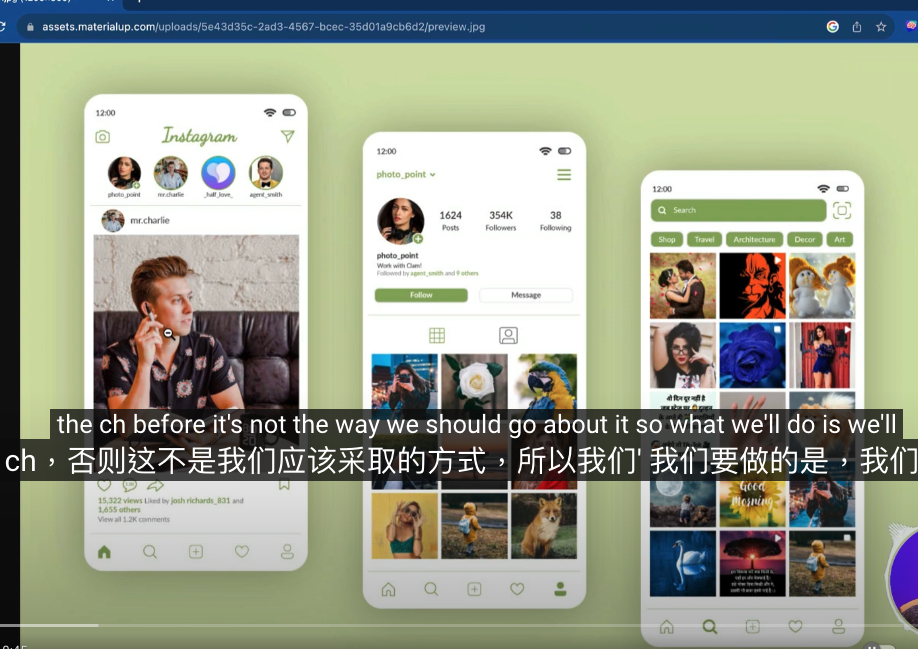 assets.materialup.com/uploads/5e43d35c-2ad3-4567-bcec-35d01a9cb6d2/preview.jpg
12:00
Instagram
photo_point
mr.charlie
_half_love_
agent_smith
mr.charlie
15,322 views Liked by josh richards_831 and
1,655 others
View all 1.2K comments
12:00
photo_point
1624
354K
38
Posts
Followers
Following
photo_point
Work with Clam!
Followed by agent_smith and 9 others
Follow
Message
12:00
Search
Shop
Travel
Architecture
Decor
Art
Good
MORNING
the ch before it's not the way we should go about it so what we'll do is we'll
ch，否则这不是我们应该采取的方式，所以我们' 我们要做的是，我们